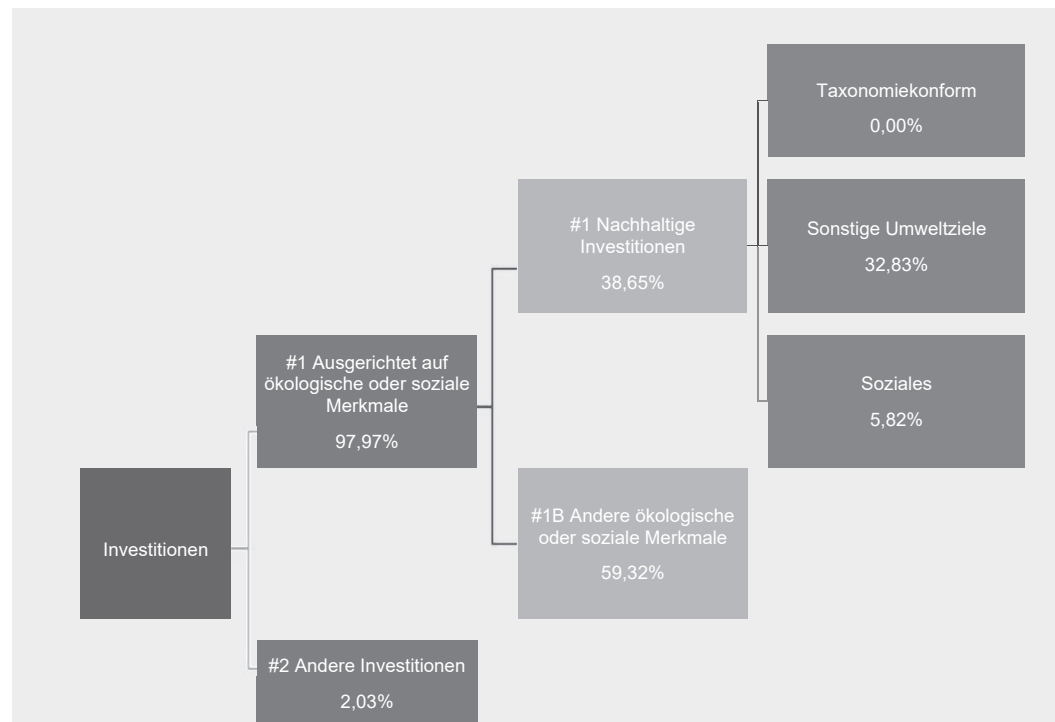 Taxonomiekonform
0,00%
#1 Nachhaltige
Investitionen
38,65%
Sonstige Umweltziele
32,83%
#1 Ausgerichtet auf
ökologische oder soziale
Merkmale
97,97%
Soziales
5,82%
Investitionen
#1B Andere ökologische
oder soziale Merkmale
59,32%
#2 Andere Investitionen
2,03%